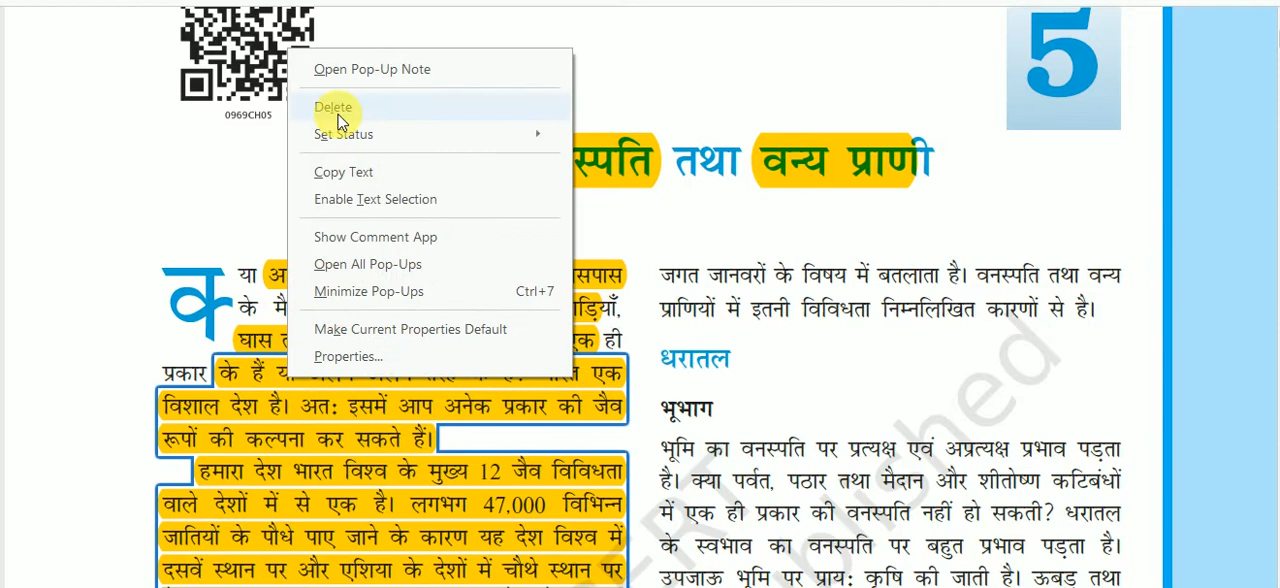 5
0969CH05
Open Pop-Up Note
Delete
Set Status
Copy Text
Enable Text Selection
Show Comment App
Open All Pop-Ups
Minimize Pop-Ups Ctrl+7
Make Current Properties Default
Properties...
स्पति तथा वन्य प्राणी
क्या
सपास
के
ड़ियाँ,
घास
एक ही
प्रकार के हैं या
एक
विशाल देश है। अत: इसमें आप अनेक प्रकार की जैव
रूपों की कल्पना कर सकते हैं।
हमारा देश भारत विश्व के मुख्य 12 जैव विविधता
वाले देशों में से एक है। लगभग 47,000 विभिन्न
जातियों के पौधे पाए जाने के कारण यह देश विश्व में
दसवें स्थान पर और एशिया के देशों में चौथे स्थान पर
जगत जानवरों के विषय में बतलाता है। वनस्पति तथा वन्य
प्राणियों में इतनी विविधता निम्नलिखित कारणों से है।
धरातल
भूभाग
भूमि का वनस्पति पर प्रत्यक्ष एवं अप्रत्यक्ष प्रभाव पड़ता
है। क्या पर्वत, पठार तथा मैदान और शीतोष्ण कटिबंधों
में एक ही प्रकार की वनस्पति नहीं हो सकती? धरातल
के स्वभाव का वनस्पति पर बहुत प्रभाव पड़ता है।
उपजाऊ भूमि पर प्राय: कृषि की जाती है। ऊबड़ तथा